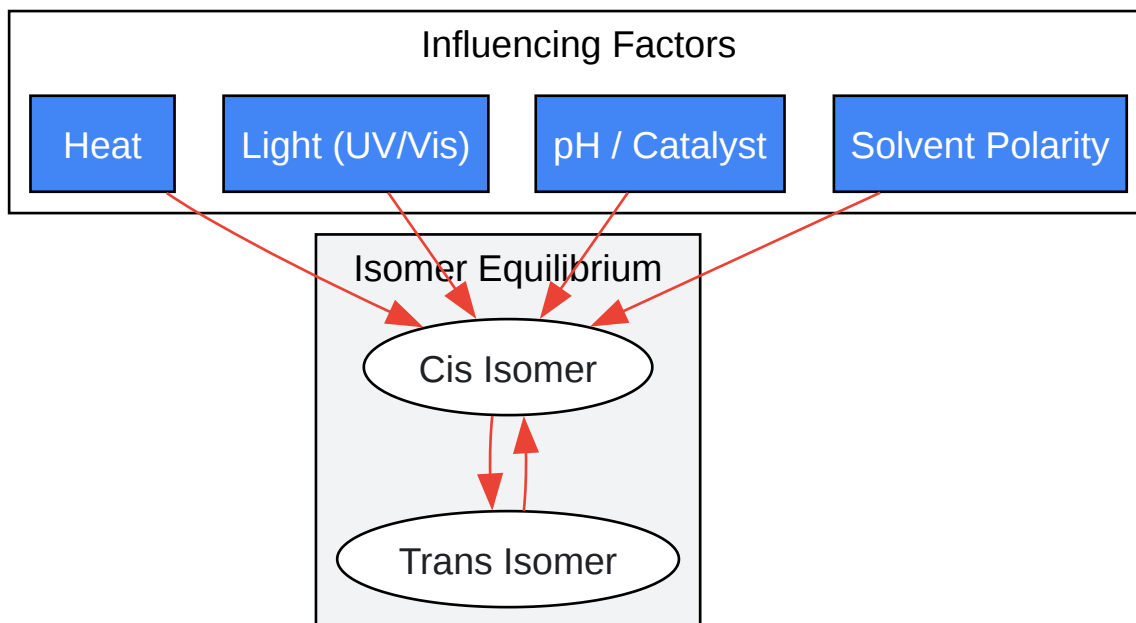 Influencing Factors
Heat
Light (UV/Vis)
pH / Catalyst
Solvent Polarity
Isomer Equilibrium
Cis Isomer
Trans Isomer